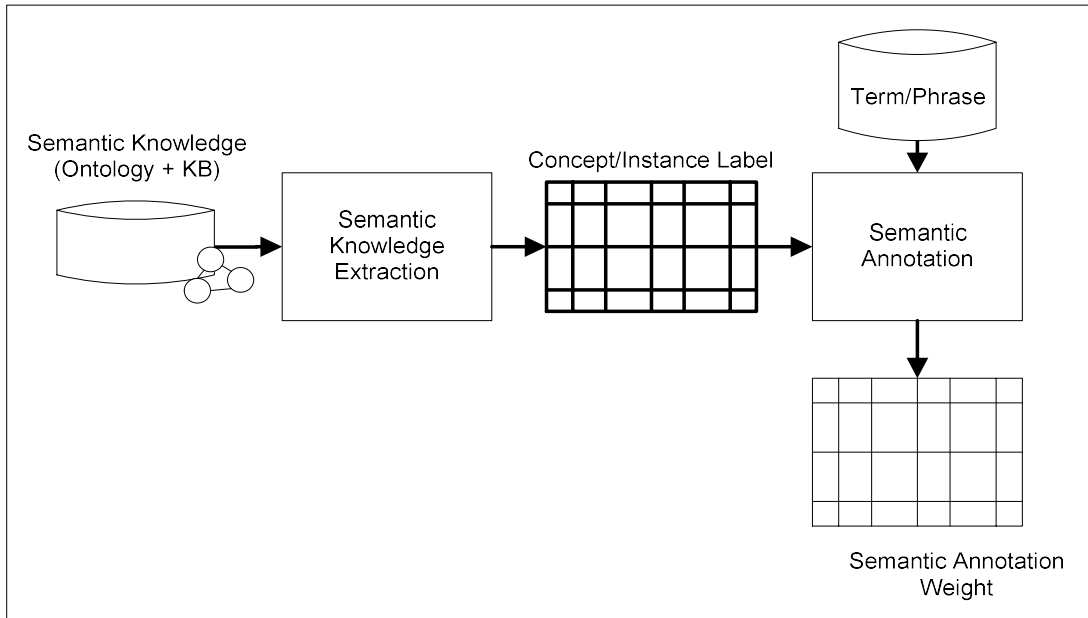 Term/Phrase
Semantic Knowledge
(Ontology + KB)
Concept/Instance Label
Semantic
Knowledge
Extraction
Semantic
Annotation
Semantic Annotation
Weight